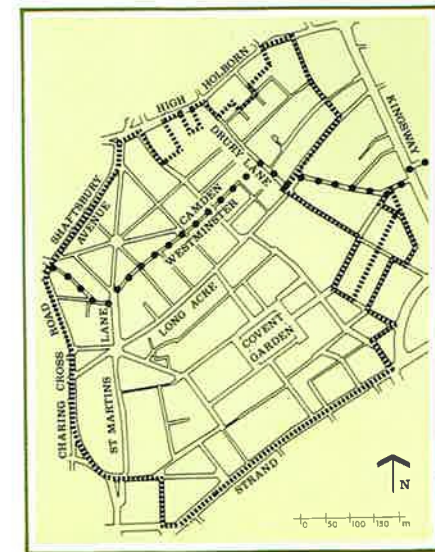 HIGH HOLBORN
KINGSWAY
DRURY LANE
SHAFTSBURY
AVENUE
CAMDEN
WESTMINSTER
LONG ACRE
COVENT
GARDEN
CHARING CROSS ROAD
ST MARTINS LANE
STRAND
N
0 50 100 150 m